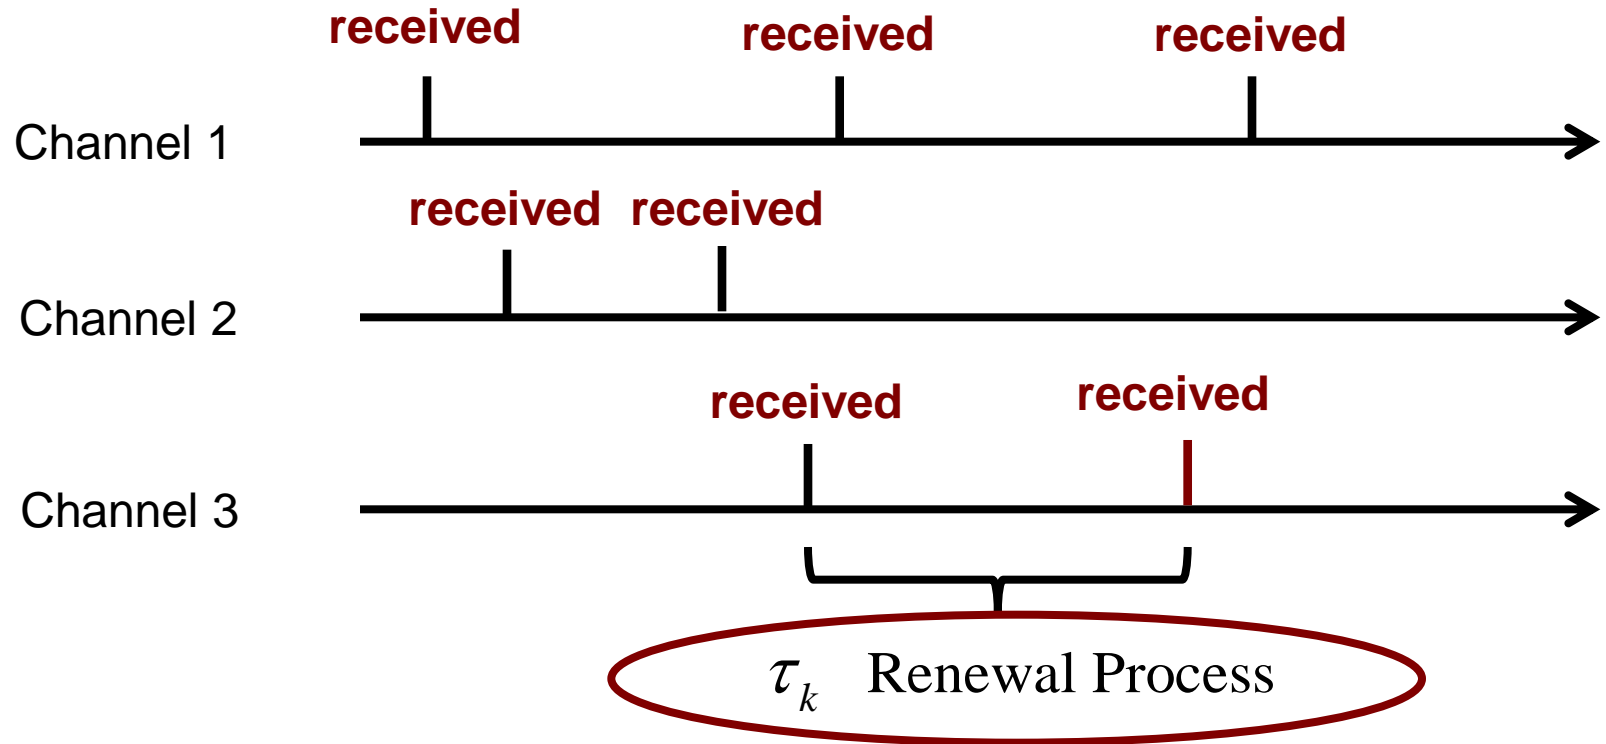 received received received
Channel 1
received received
Channel 2
received received
Channel 3
τk Renewal Process